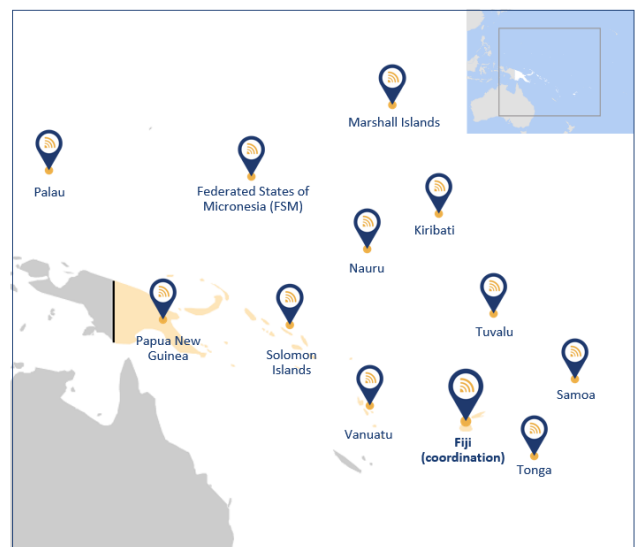 Marshall Islands
Palau
Federated States of
Micronesia (FSM)
Kiribati
Nauru
Tuvalu
Papua New
Guinea
Solomon
Islands
Samoa
Vanuatu
Fiji
(coordination)
Tonga